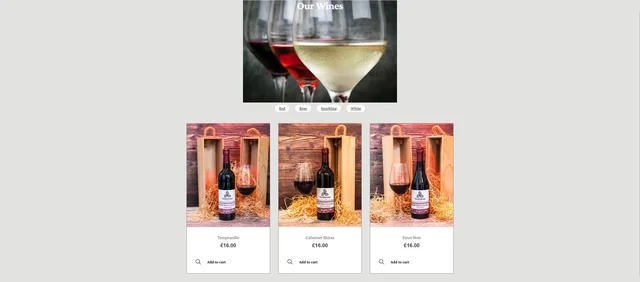 Our Wines
Red
Rose
Sparkling
White
Tempranillo
Cabernet Shiraz
Pinot Noir
£16.00
£16.00
£16.00
Add to cart
Add to cart
Add to cart